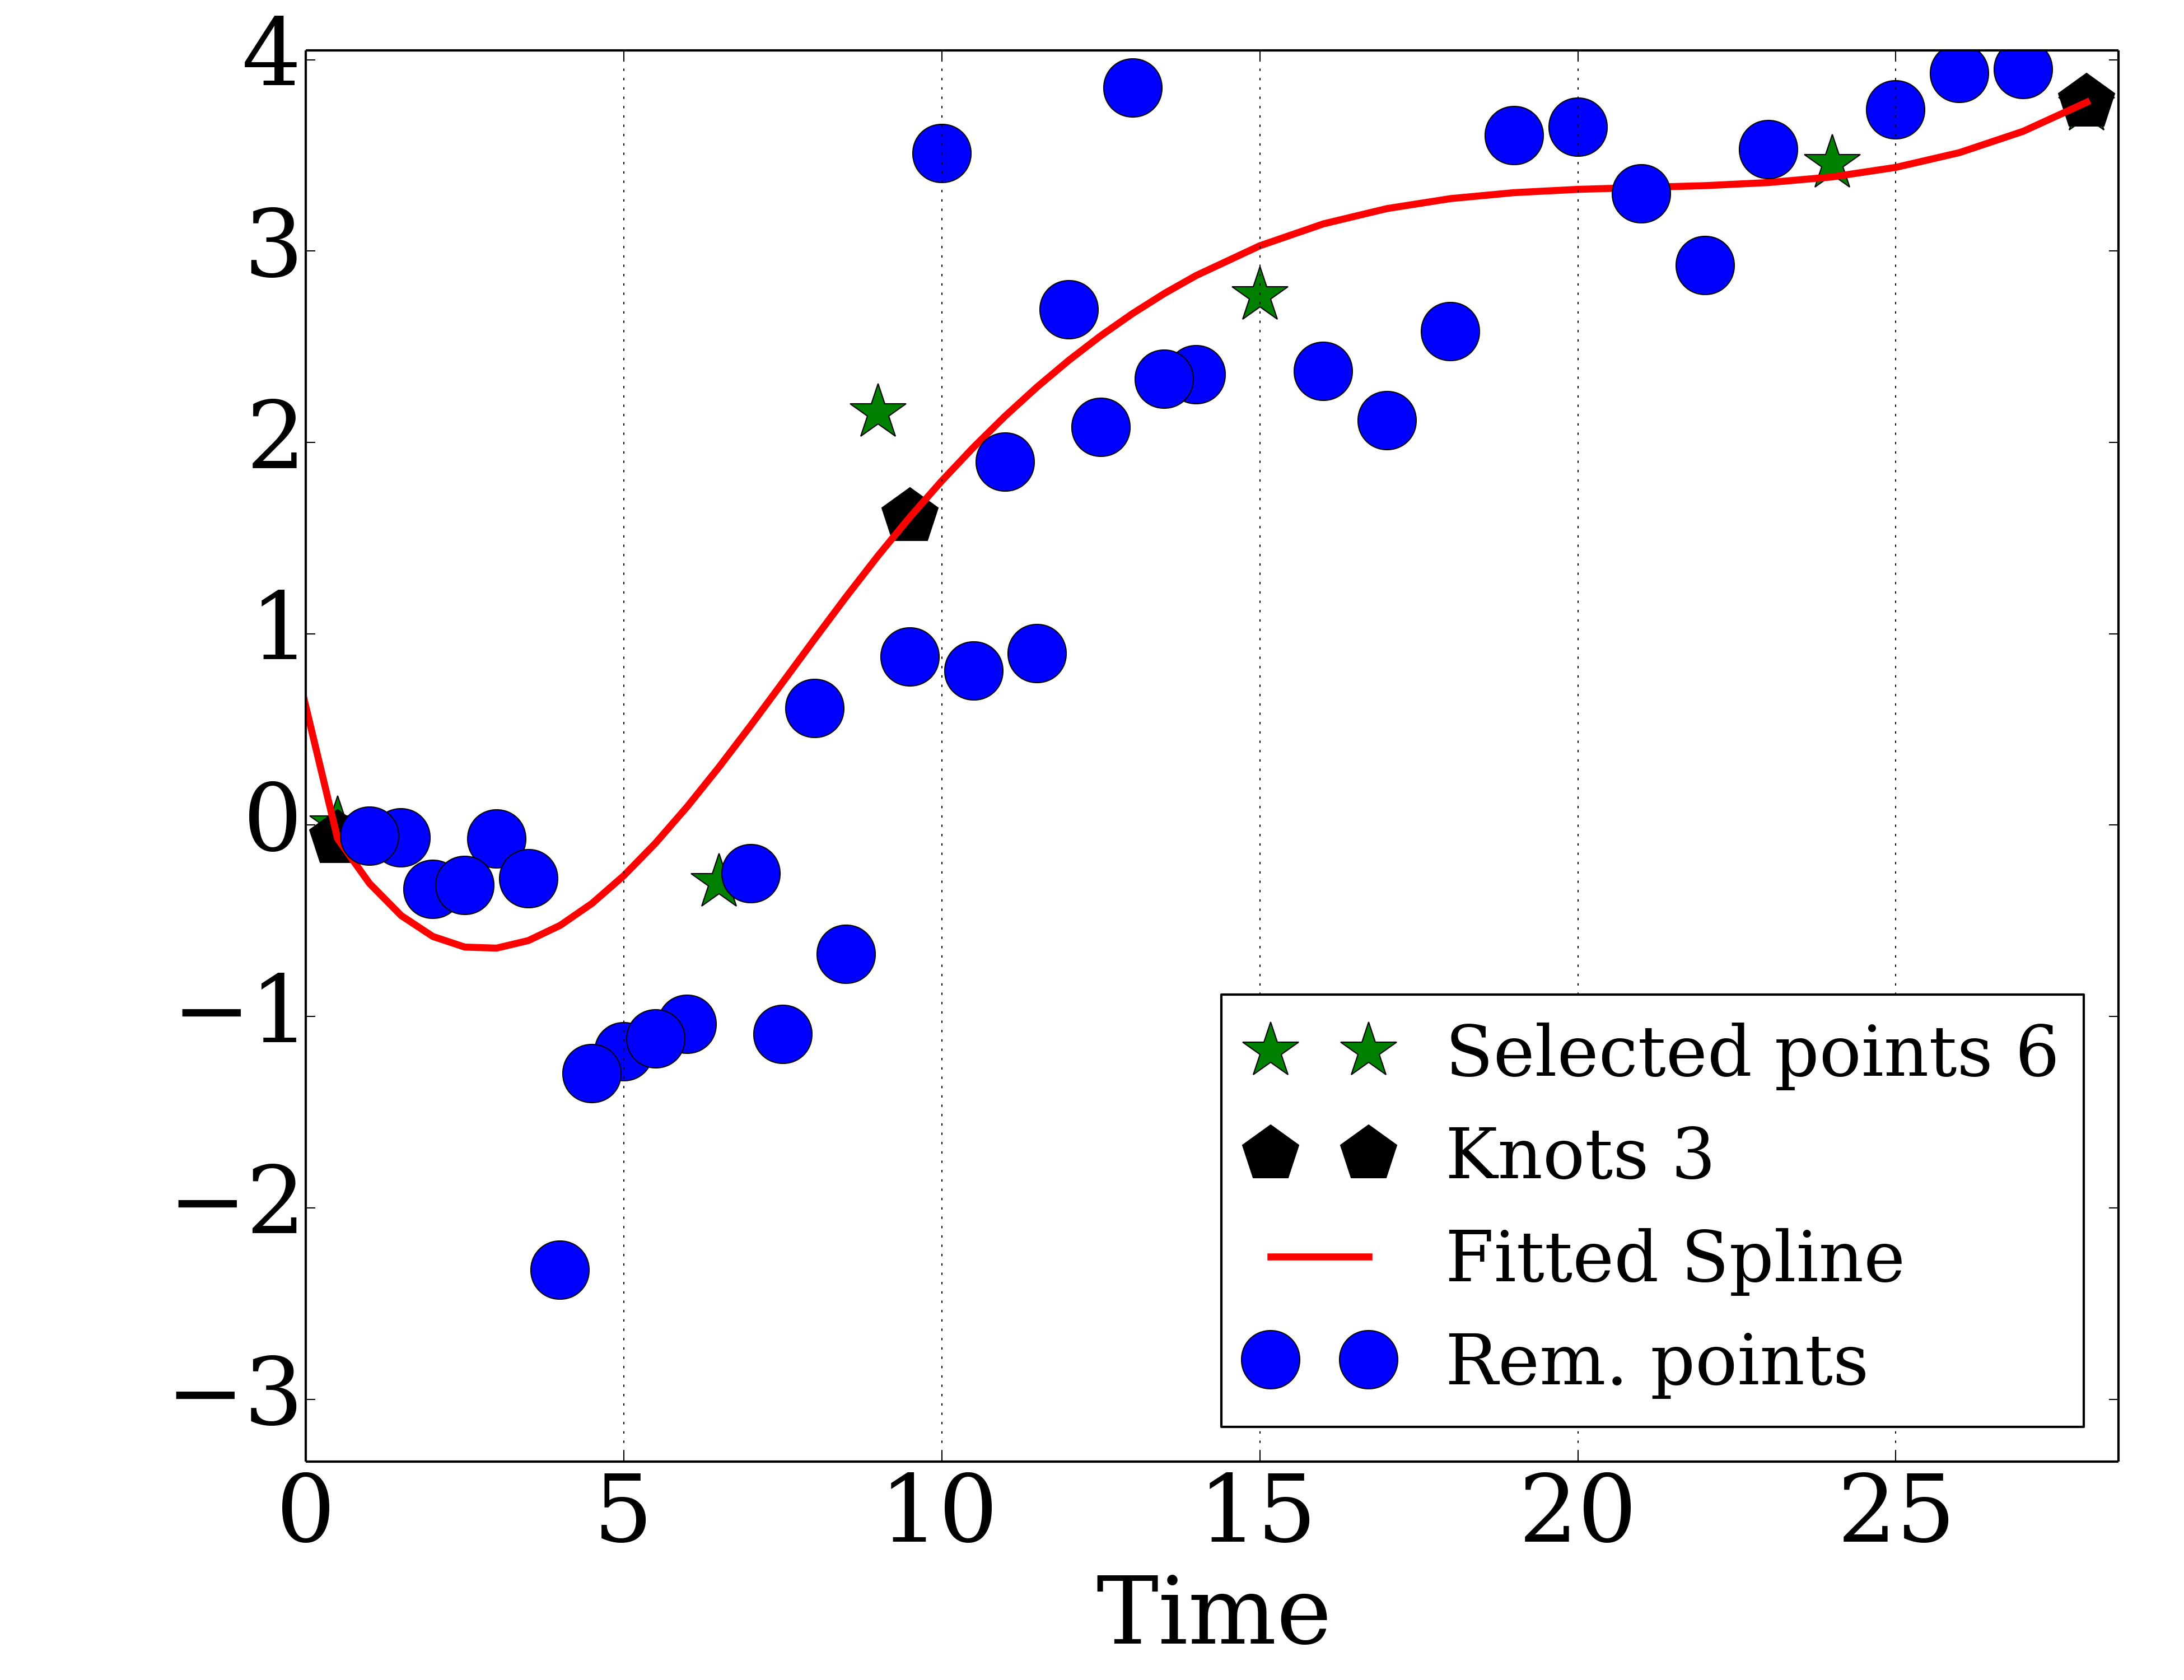 4
3
2
1
0
−1
−2
−3
0 5 10 15 20 25
Time
Selected points 6
Knots 3
Fitted Spline
Rem. points